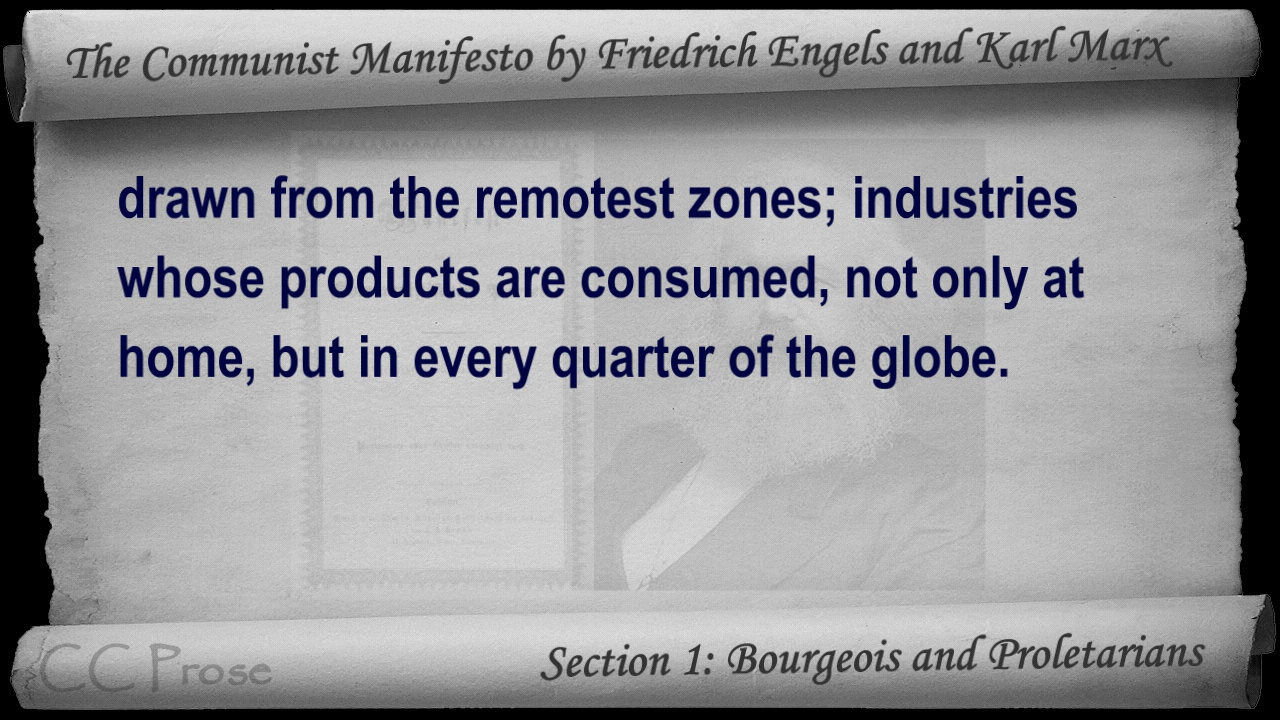 The Communist Manifesto by Friedrich Engels and Karl Marx
drawn from the remotest zones; industries
whose products are consumed, not only at
home, but in every quarter of the globe.
CC Prose
Section 1: Bourgeois and Proletarians